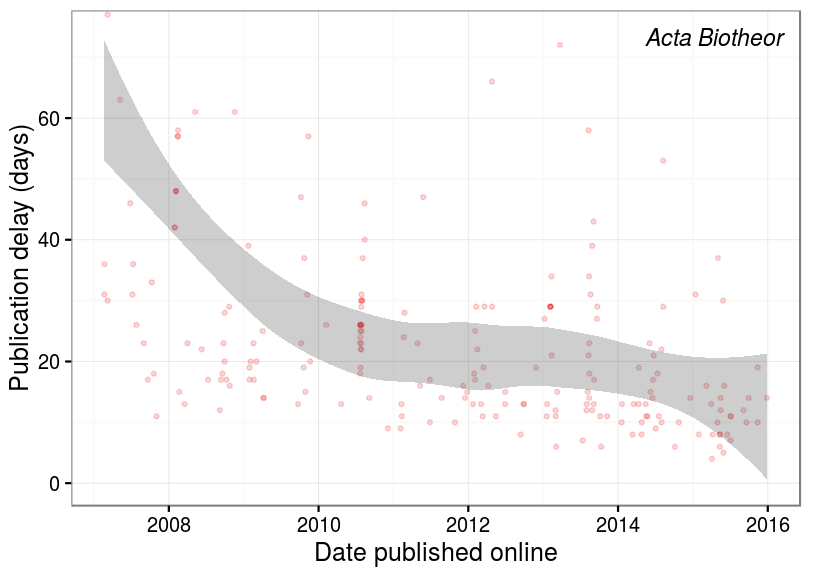 Acta Biotheor
Publication delay (days)
60
40
20
0
2008 2010 2012 2014 2016
Date published online